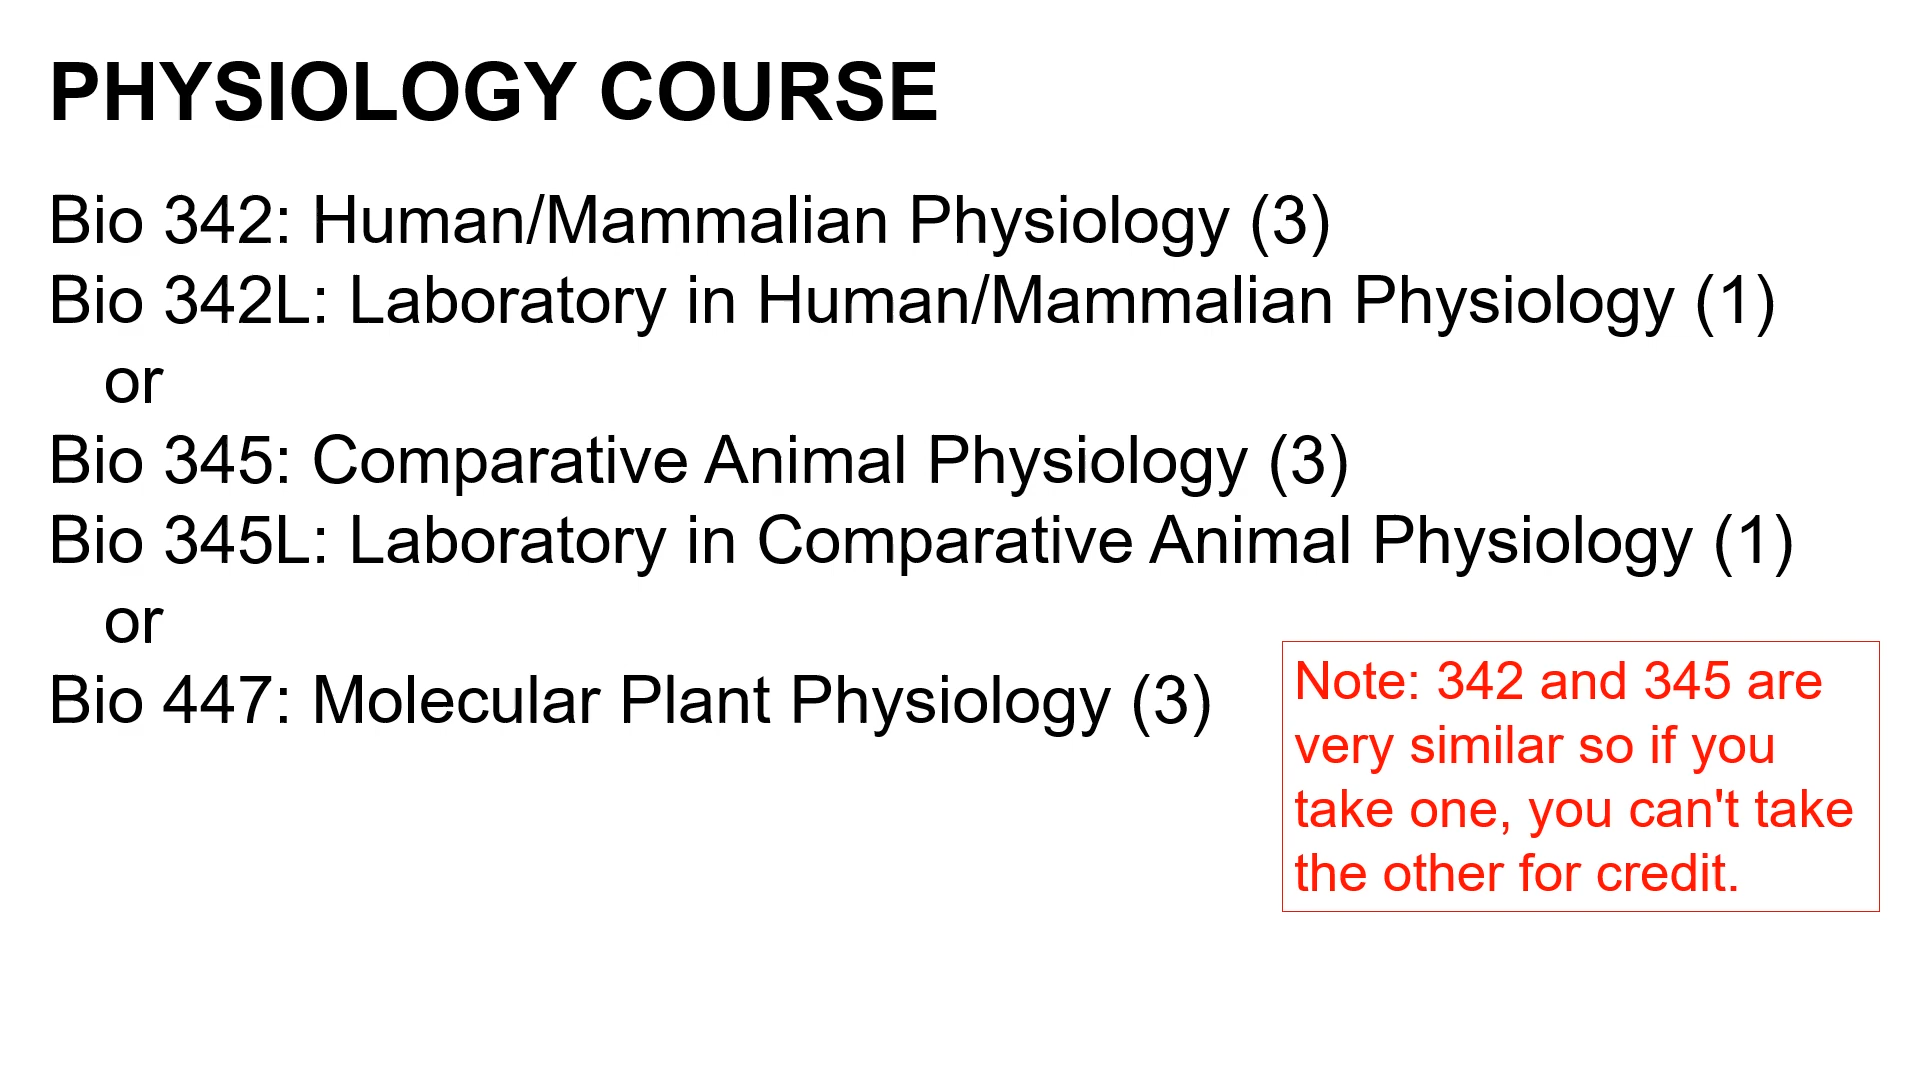 PHYSIOLOGY COURSE
Bio 342: Human/Mammalian Physiology (3)
Bio 342L: Laboratory in Human/Mammalian Physiology (1)
or
Bio 345: Comparative Animal Physiology (3)
Bio 345L: Laboratory in Comparative Animal Physiology (1)
or
Bio 447: Molecular Plant Physiology (3)
Note: 342 and 345 are
very similar so if you
take one, you can't take
the other for credit.